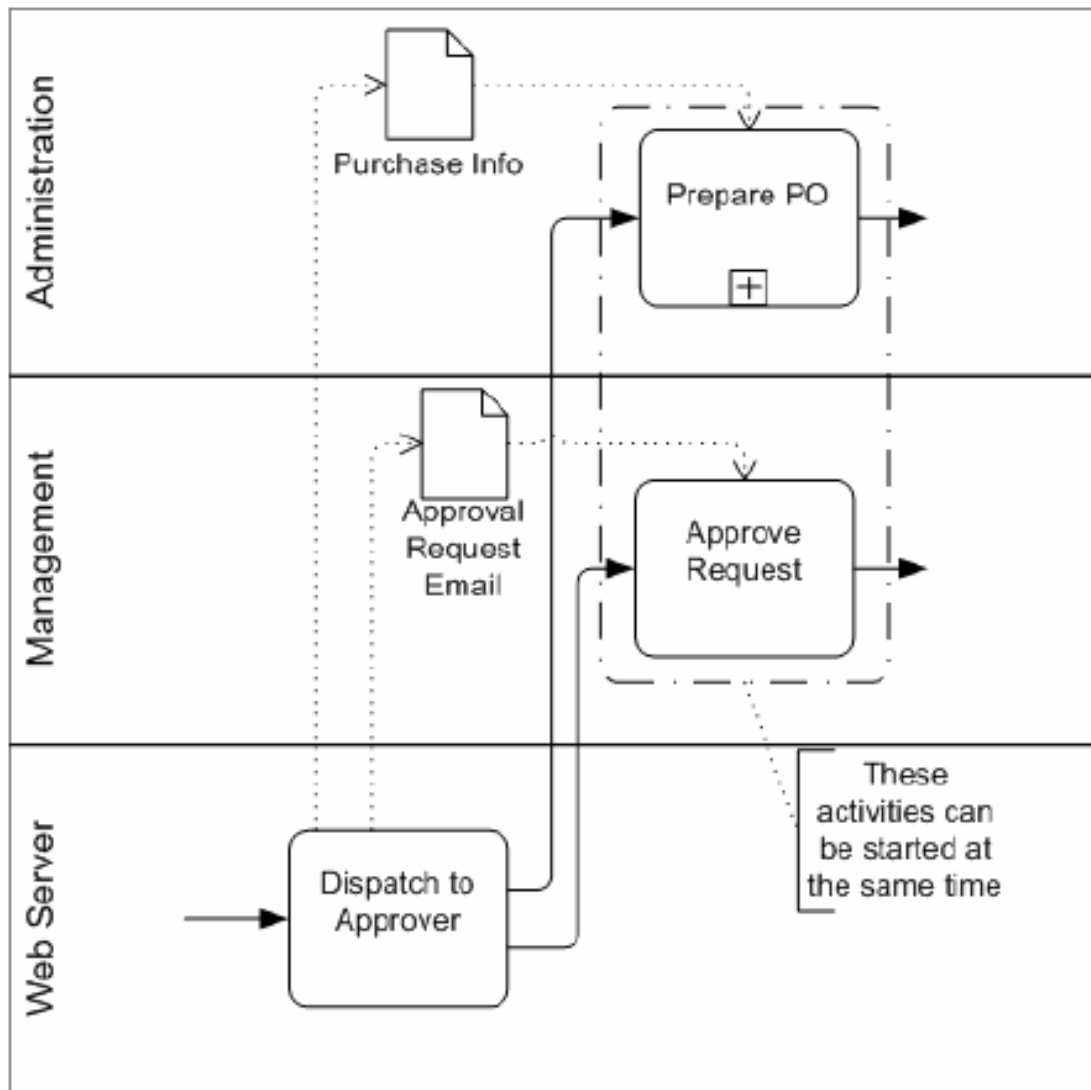 Administration
Purchase Info
Prepare PO
Management
Approval
Request
Email
Approve
Request
Web Server
Dispatch to
Approver
These
activities can
be started at
the same time